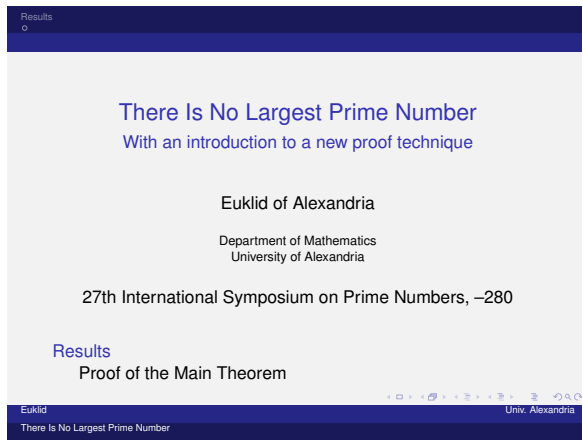 Results
There Is No Largest Prime Number
With an introduction to a new proof technique
Euklid of Alexandria
Department of Mathematics
University of Alexandria
27th International Symposium on Prime Numbers, –280
Results
Proof of the Main Theorem
Euklid Univ. Alexandria
There Is No Largest Prime Number